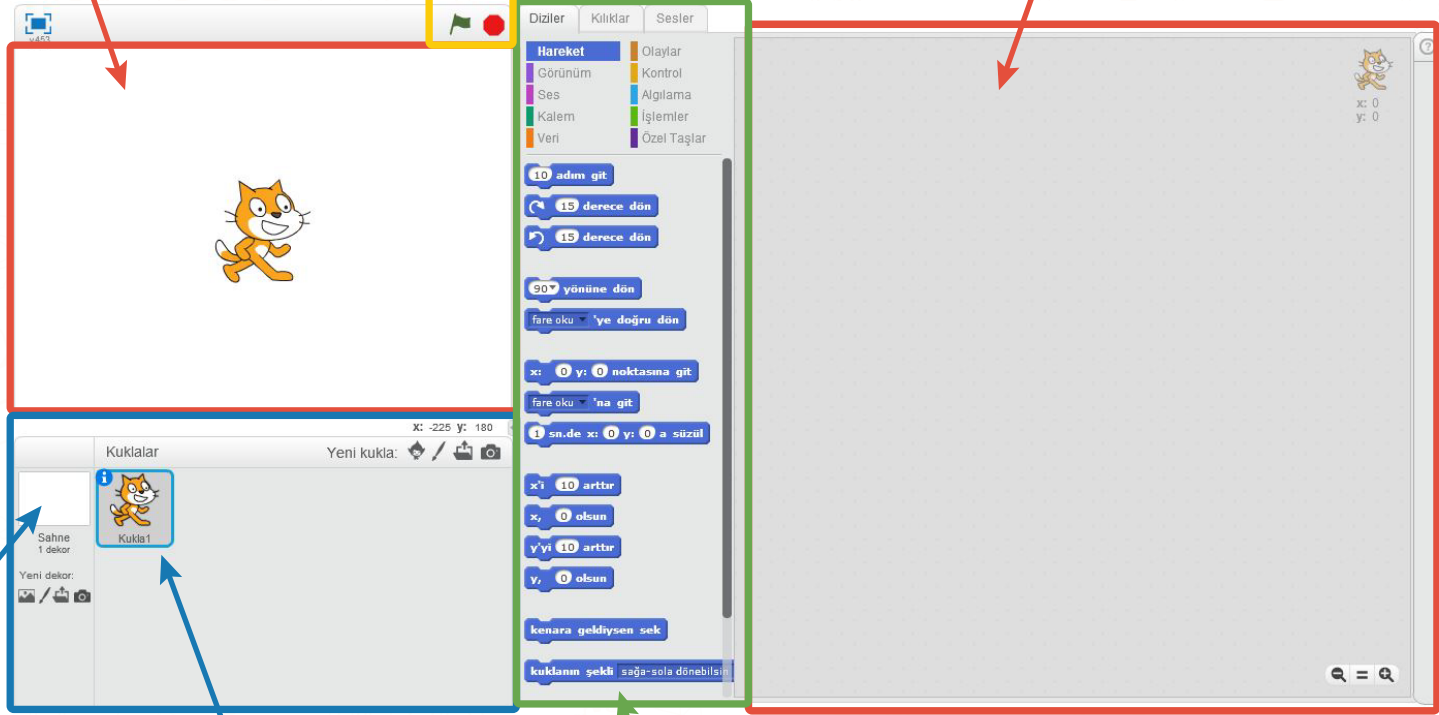 v453
Diziler Kılıklar Sesler
Hareket Olaylar
Görünüm Kontrol
Ses Algılama
Kalem İşlemler
Veri Özel Taşlar
10 adım git
15 derece dön
15 derece dön
90 yönüne dön
fare oku 'ye doğru dön
x: 0 y: 0 noktasına git
fare oku 'na git
1 sn.de x: 0 y: 0 a süzül
x'i 10 arttır
x, 0 olsun
y'yi 10 arttır
y, 0 olsun
kenara geldiysen sek
kuklanın şekli sağa-sola dönebilsin
x: 0
y: 0
X: -225 y: 180
Kuklalar Yeni kukla:
Sahne
1 dekor
Yeni dekor:
Kukla1